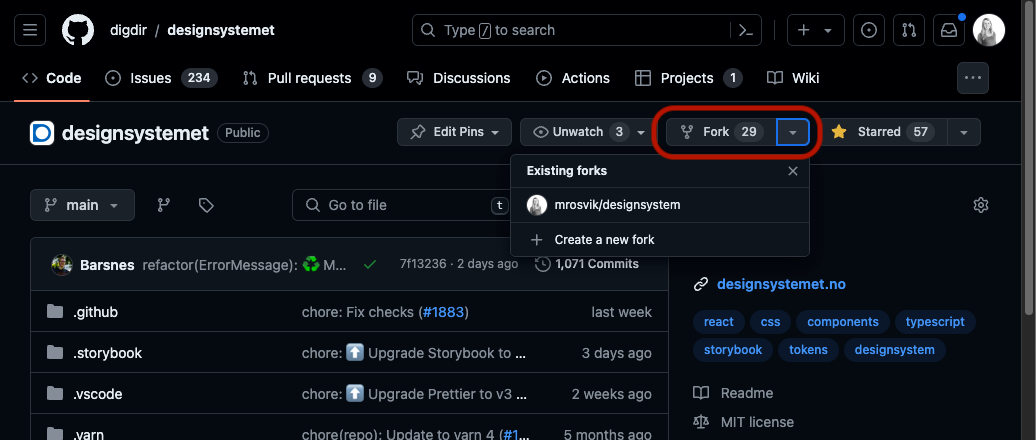 digdir / designsystemet
Type / to search
Code
Issues 234
Pull requests 9
Discussions
Actions
Projects 1
Wiki
designsystemet Public
Edit Pins
Unwatch 3
Fork 29
Starred 57
Existing forks
mrosvik/designsystem
Create a new fork
main
Go to file t
Barsnes refactor(ErrorMessage): ♻️ M... 7f13236 · 2 days ago 1,071 Commits
.github chore: Fix checks (#1883) last week
.storybook chore: ⬆️ Upgrade Storybook to ... 3 days ago
.vscode chore: ⬆️ Upgrade Prettier to v3 ... 2 weeks ago
.yarn chore(repo): Update to yarn 4 (#1... 5 months ago
designsystemet.no
react css components typescript
storybook tokens designsystem
Readme
MIT license